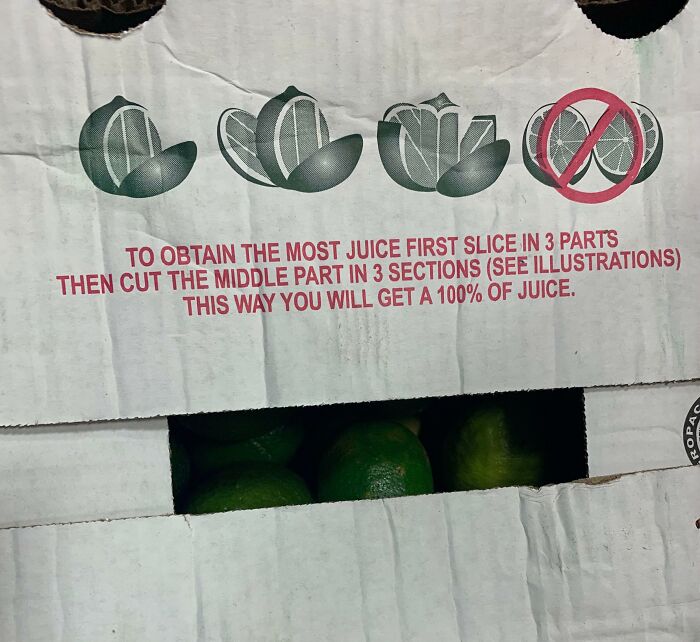 TO OBTAIN THE MOST JUICE FIRST SLICE IN 3 PARTS
THEN CUT THE MIDDLE PART IN 3 SECTIONS (SEE ILLUSTRATIONS)
THIS WAY YOU WILL GET A 100% OF JUICE.